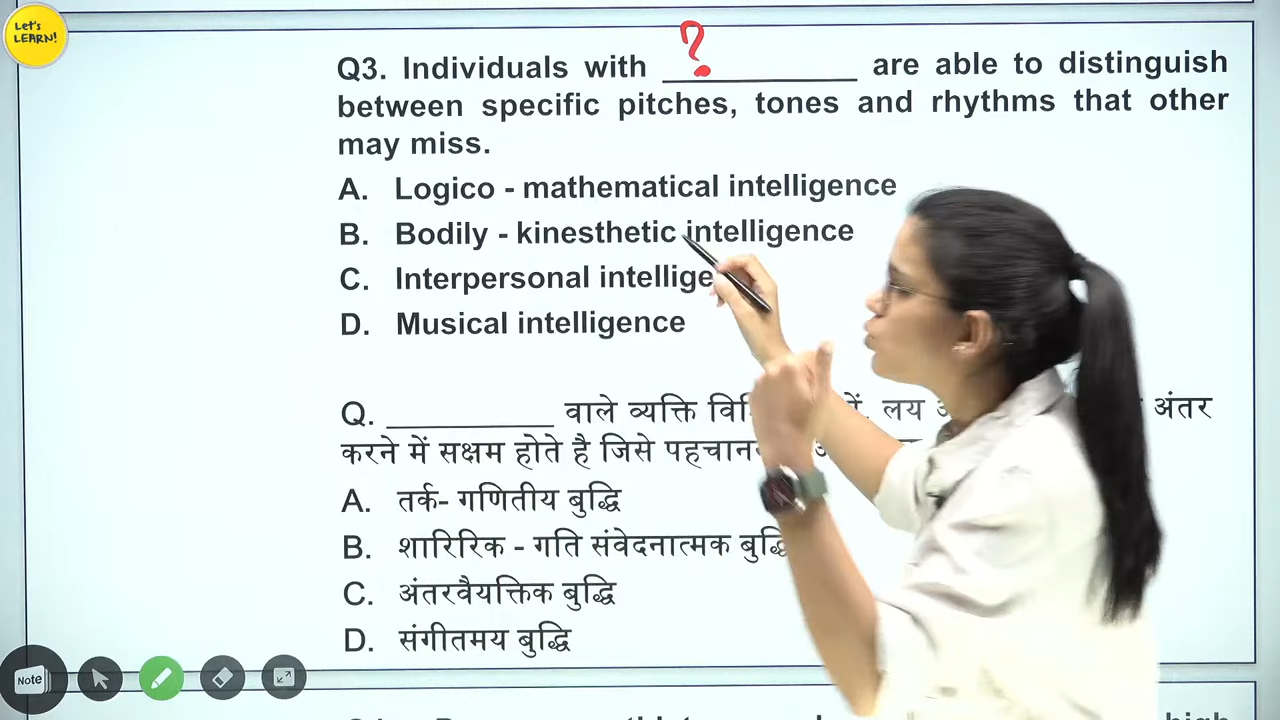 Let's
LEARN!
Q3. Individuals with ? __________ are able to distinguish
between specific pitches, tones and rhythms that other
may miss.
A. Logico - mathematical intelligence
B. Bodily - kinesthetic intelligence
C. Interpersonal intellige
D. Musical intelligence
Q. __________ वाले व्यक्ति लय अंतर
करने में सक्षम होते है जिसे
A. तर्क- गणितीय बुद्धि
B. शारिरिक - गति संवेदनात्मक बुद्धि
C. अंतरवैयक्तिक बुद्धि
D. संगीतमय बुद्धि
Note